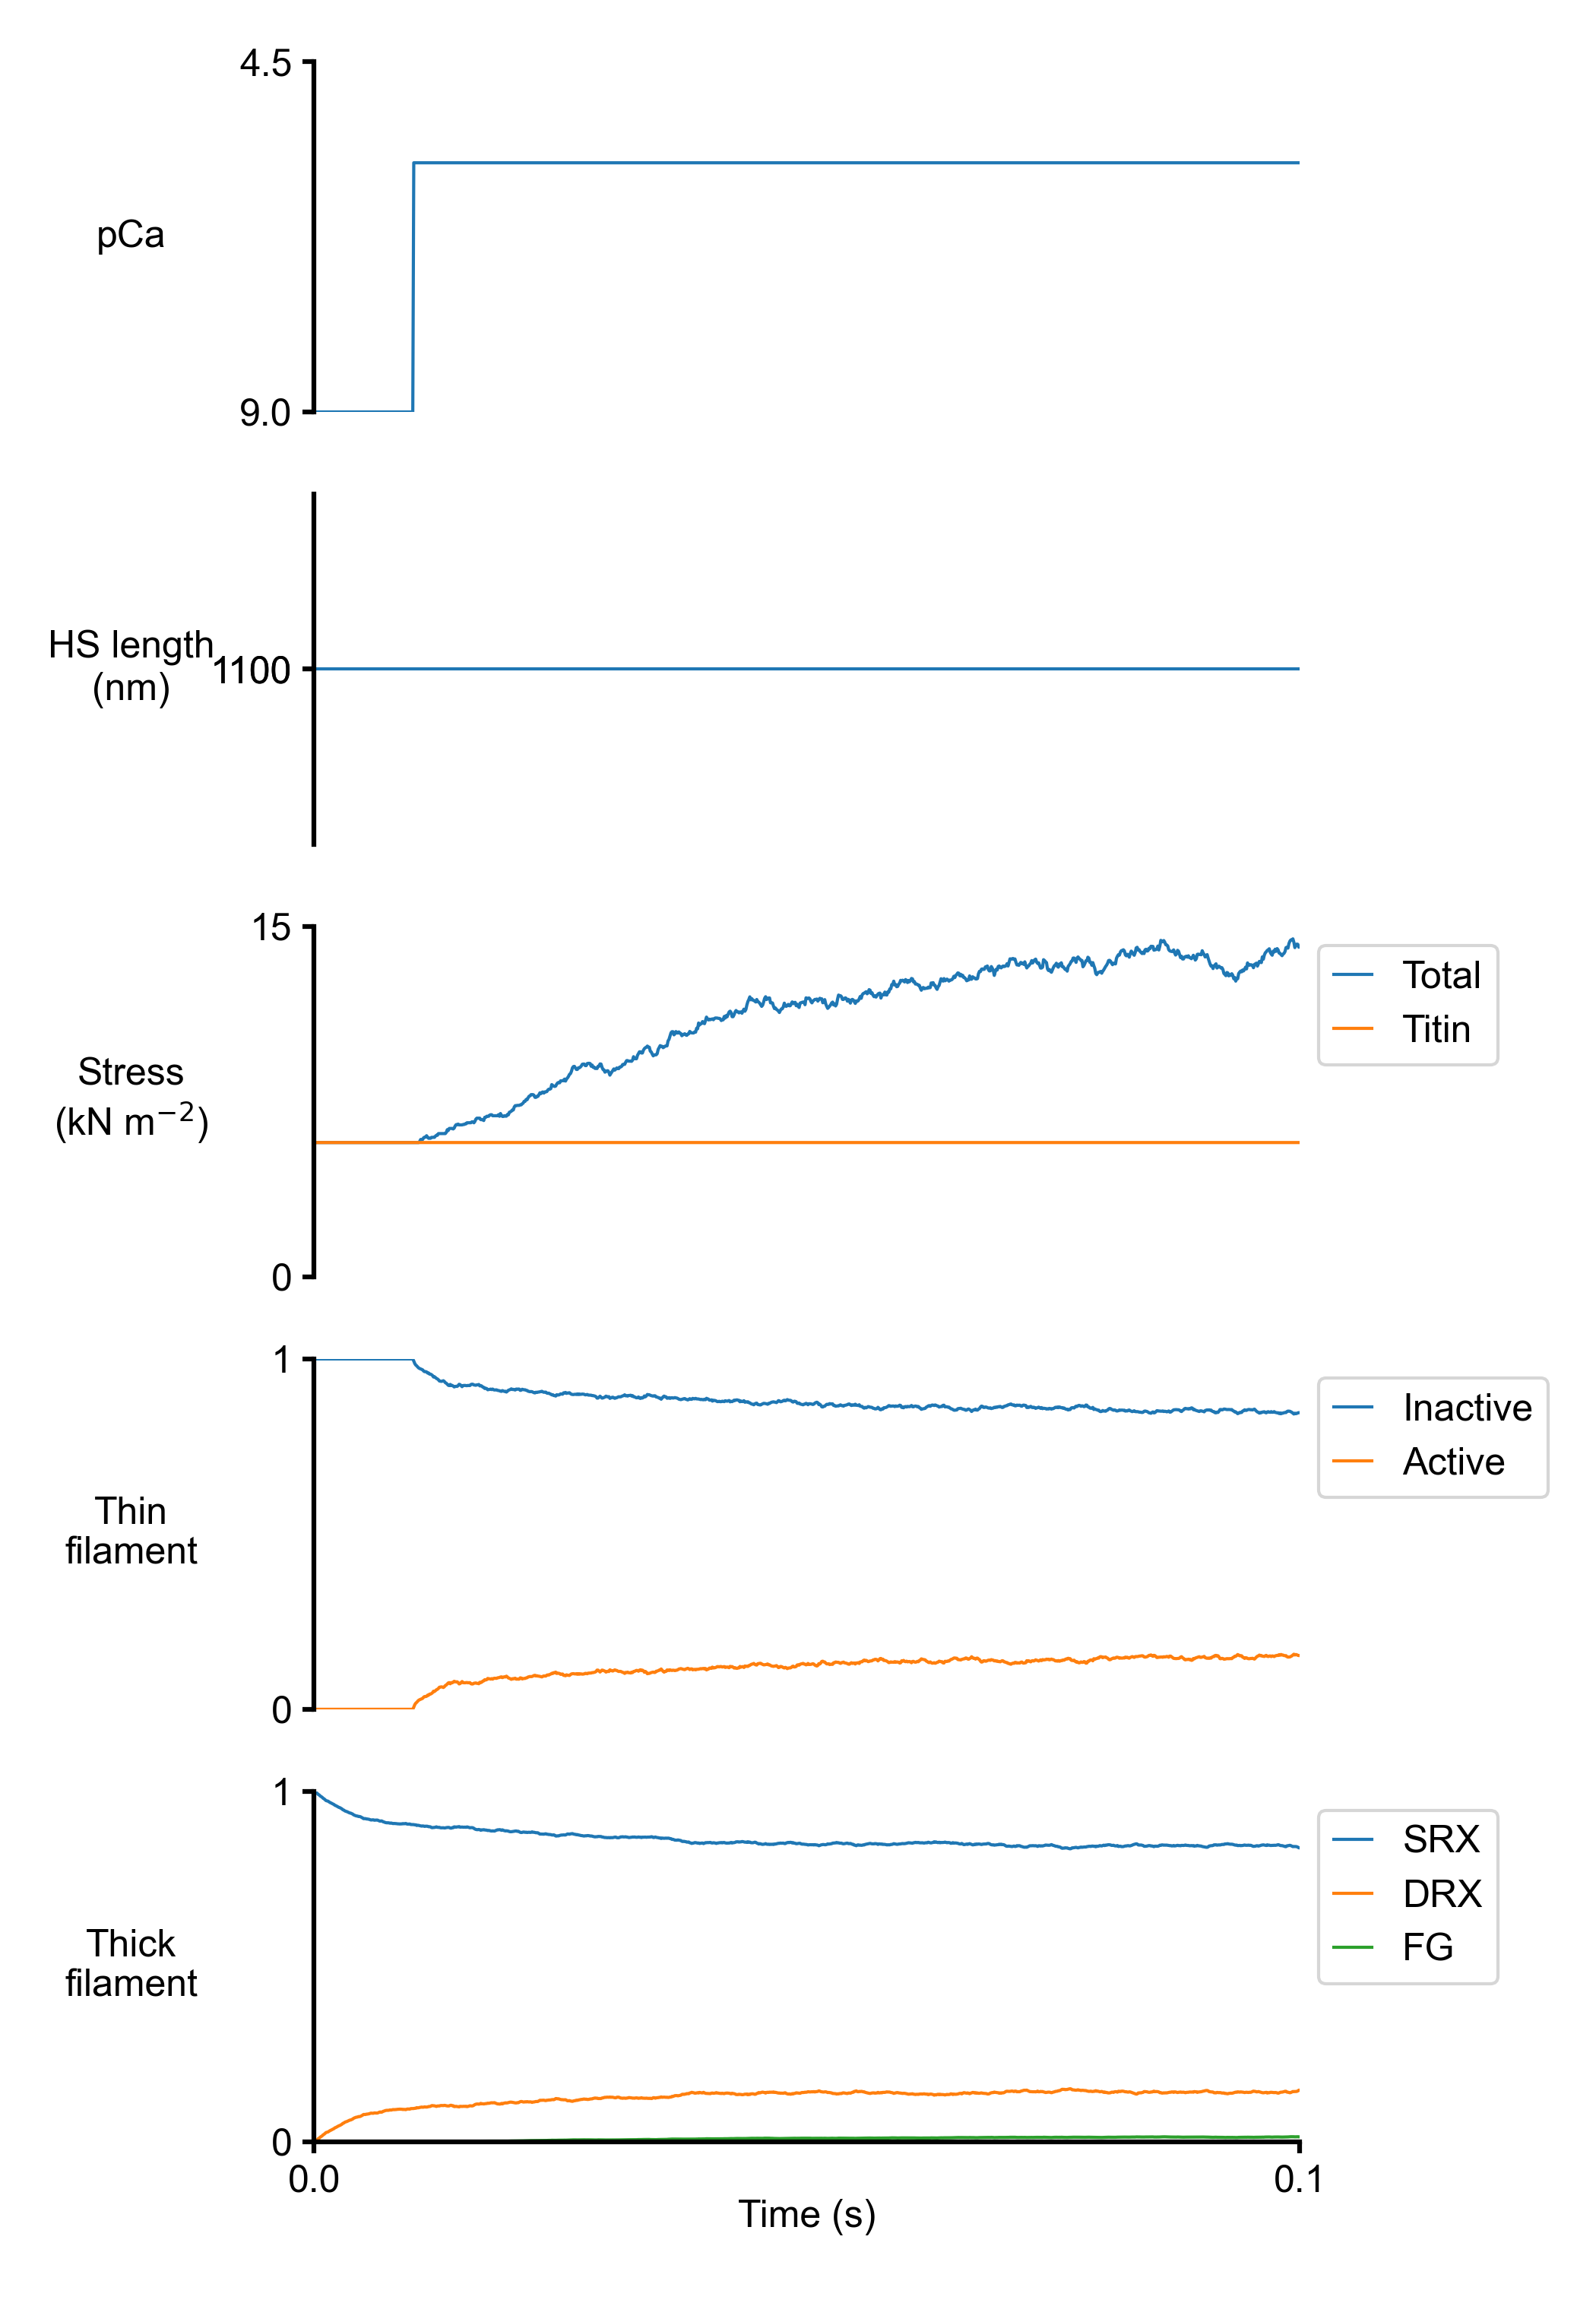 4.5
pCa
9.0
HS length
(nm)
1100
15
Stress
(kN m⁻²)
0
Total
Titin
1
Thin
filament
0
Inactive
Active
1
Thick
filament
0
SRX
DRX
FG
0.0
0.1
Time (s)